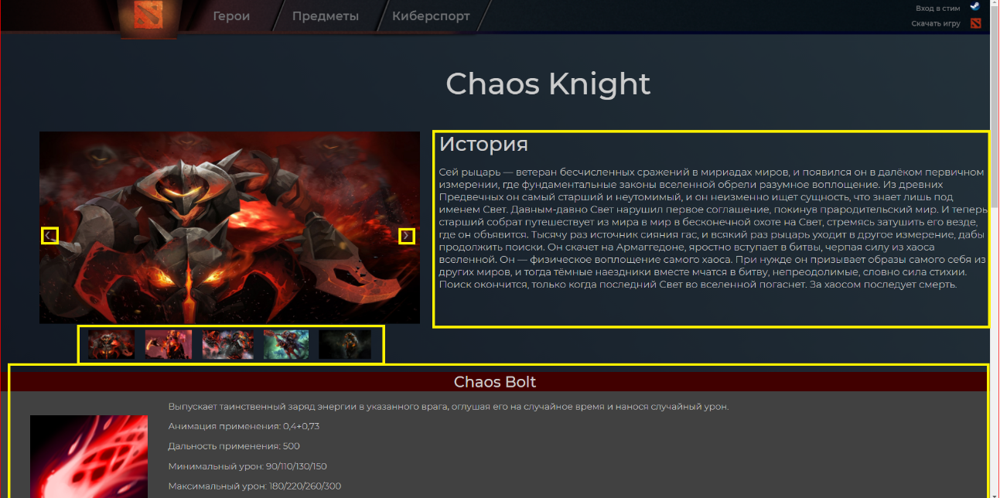 Герои
Предметы
Киберспорт
Вход в стим
Скачать игру
Chaos Knight
История
Сей рыцарь — ветеран бесчисленных сражений в мириадах миров, и появился он в далёком первичном
измерении, где фундаментальные законы вселенной обрели разумное воплощение. Из древних
Предвечных он самый старший и неутомимый, и он неизменно ищет сущность, что знает лишь под
именем Свет. Давным-давно Свет нарушил первое соглашение, покинув прародительский мир. И теперь
старший собрат путешествует из мира в мир в бесконечной охоте на Свет, стремясь затушить его везде,
где он объявится. Тысячу раз источник сияния гас, и всякий раз рыцарь уходит в другое измерение, дабы
продолжить поиски. Он скачет на Армаггедоне, яростно вступает в битвы, черпая силу из хаоса
вселенной. Он — физическое воплощение самого хаоса. При нужде он призывает образы самого себя из
других миров, и тогда тёмные наездники вместе мчатся в битву, непреодолимые, словно сила стихии.
Поиск окончится, только когда последний Свет во вселенной погаснет. За хаосом последует смерть.
Chaos Bolt
Выпускает таинственный заряд энергии в указанного врага, оглушая его на случайное время и нанося случайный урон.
Анимация применения: 0,4+0,73
Дальность применения: 500
Минимальный урон: 90/110/130/150
Максимальный урон: 180/220/260/300